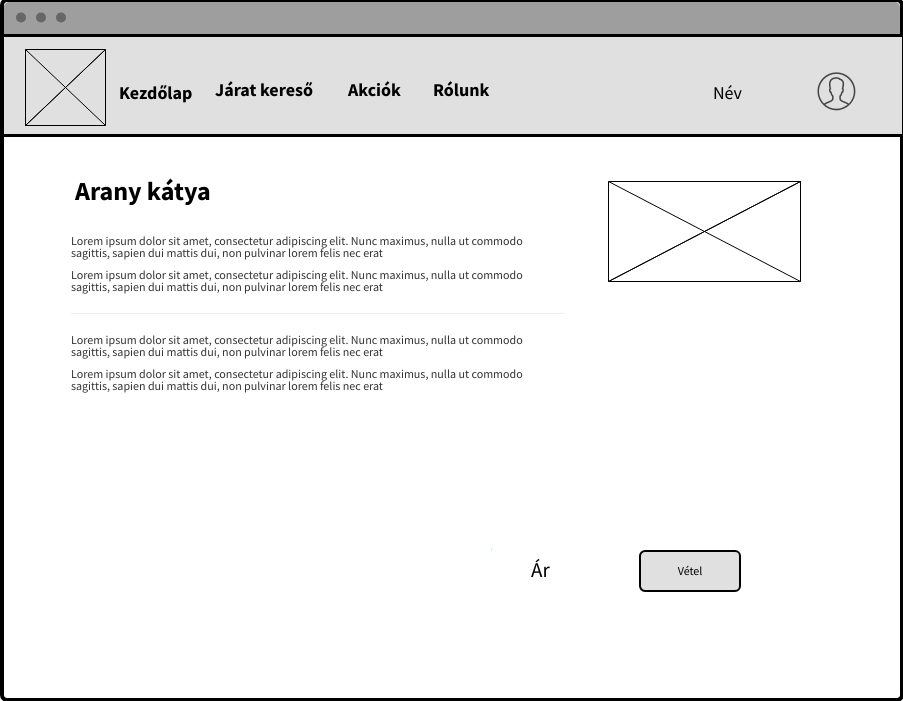 Kezdőlap
Járat kereső
Akciók
Rólunk
Név
Arany kátya
Lorem ipsum dolor sit amet, consectetur adipiscing elit. Nunc maximus, nulla ut commodo
sagittis, sapien dui mattis dui, non pulvinar lorem felis nec erat
Lorem ipsum dolor sit amet, consectetur adipiscing elit. Nunc maximus, nulla ut commodo
sagittis, sapien dui mattis dui, non pulvinar lorem felis nec erat
Lorem ipsum dolor sit amet, consectetur adipiscing elit. Nunc maximus, nulla ut commodo
sagittis, sapien dui mattis dui, non pulvinar lorem felis nec erat
Lorem ipsum dolor sit amet, consectetur adipiscing elit. Nunc maximus, nulla ut commodo
sagittis, sapien dui mattis dui, non pulvinar lorem felis nec erat
Ár
Vétel